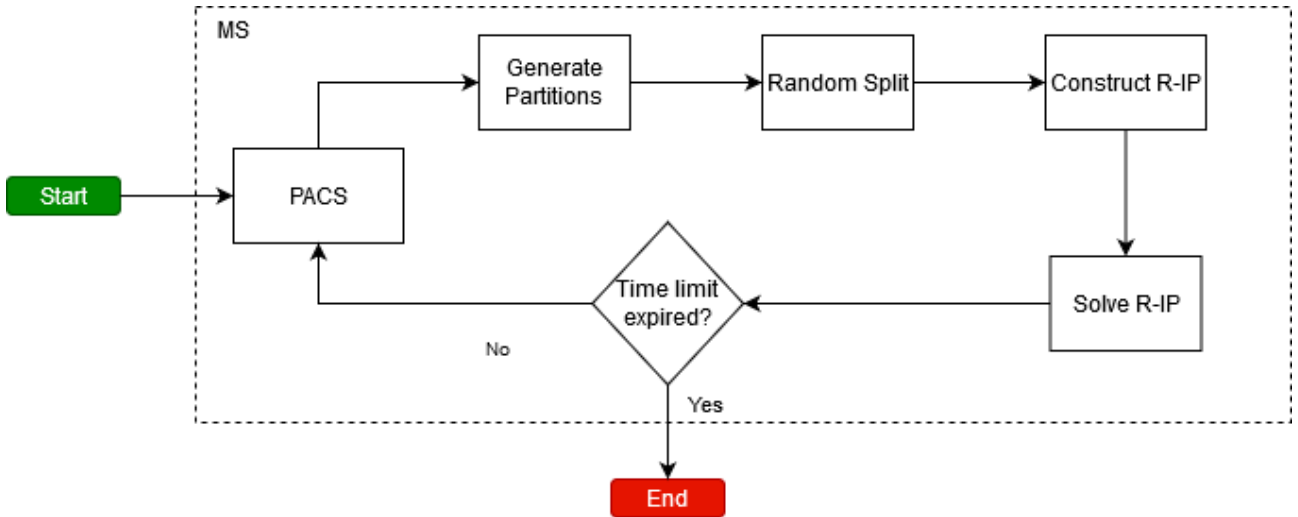 MS
Generate
Partitions
Random Split
Construct R-IP
Start
PACS
Time limit
expired?
Solve R-IP
No
Yes
End